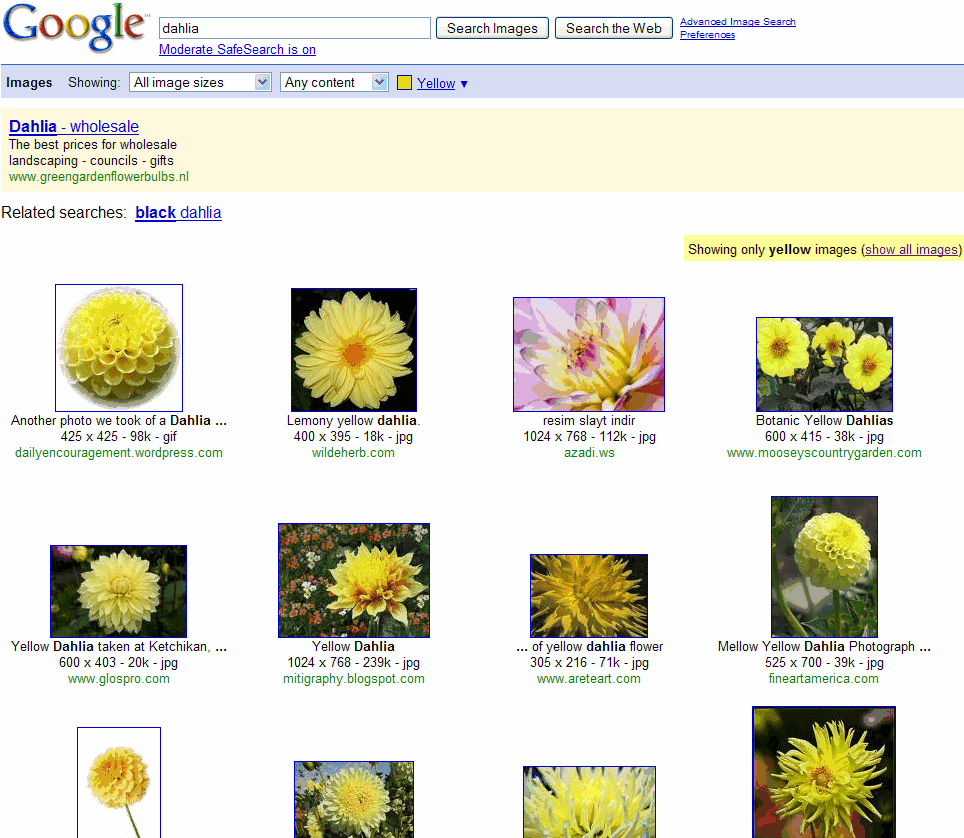 Google™
dahlia
Search Images
Search the Web
Advanced Image Search
Preferences
Moderate SafeSearch is on
Images Showing: All image sizes Any content Yellow ▼
Dahlia - wholesale
The best prices for wholesale
landscaping - councils - gifts
www.greengardenflowerbulbs.nl
Related searches: black dahlia
Showing only yellow images (show all images)
Another photo we took of a Dahlia ...
425 x 425 - 98k - gif
dailyencouragement.wordpress.com
Lemony yellow dahlia.
400 x 395 - 18k - jpg
wildeherb.com
resim slayt indir
1024 x 768 - 112k - jpg
azadi.ws
Botanic Yellow Dahlias
600 x 415 - 38k - jpg
www.mooseyscountrygarden.com
Yellow Dahlia taken at Ketchikan, ...
600 x 403 - 20k - jpg
www.glospro.com
Yellow Dahlia
1024 x 768 - 239k - jpg
mitigraphy.blogspot.com
... of yellow dahlia flower
305 x 216 - 71k - jpg
www.areteart.com
Mellow Yellow Dahlia Photograph ...
525 x 700 - 39k - jpg
fineartamerica.com